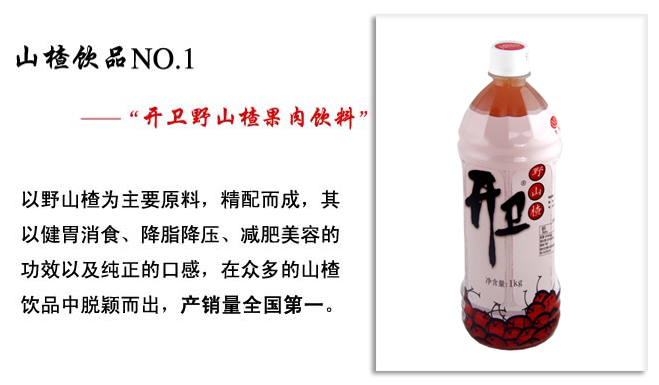 山楂饮品NO.1
——“开卫野山楂果肉饮料”
以野山楂为主要原料，精配而成，其
以健胃消食、降脂降压、减肥美容的
功效以及纯正的口感，在众多的山楂
饮品中脱颖而出，产销量全国第一。
开卫
®
野山楂
净含量:1kg